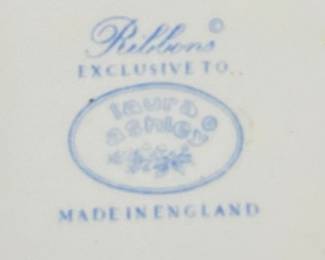 Ribbons©
EXCLUSIVE TO..
laura
ashley©
MADE IN ENGLAND